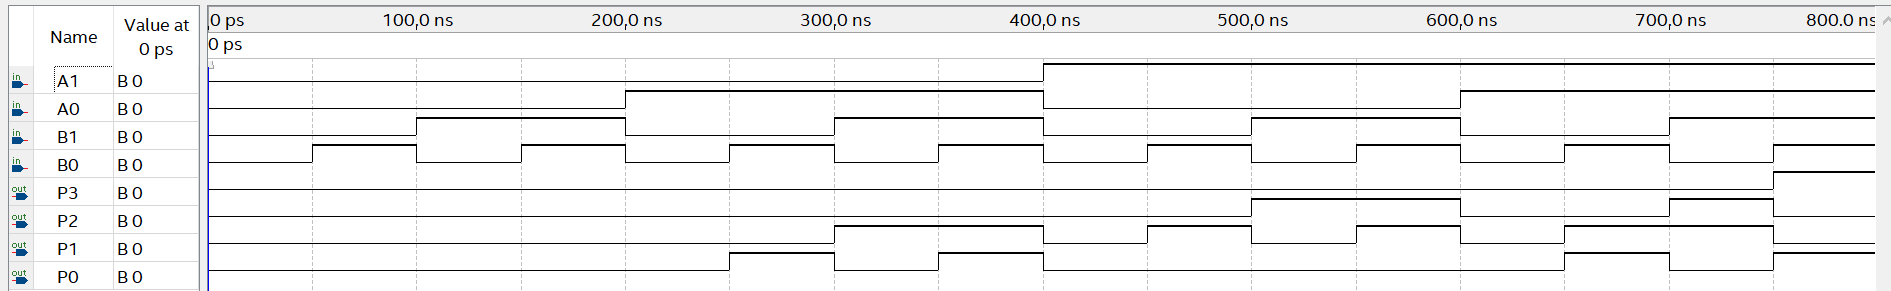 Name Value at 0 ps
0 ps 100,0 ns 200,0 ns 300,0 ns 400,0 ns 500,0 ns 600,0 ns 700,0 ns 800.0 ns
0 ps
in A1 B 0
in A0 B 0
in B1 B 0
in B0 B 0
out P3 B 0
out P2 B 0
out P1 B 0
out P0 B 0